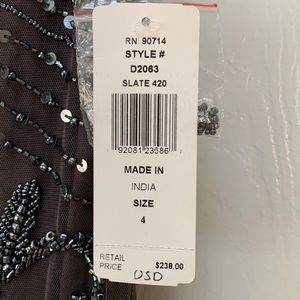 RN 90714
STYLE #
D2063
SLATE 420
92081 23586
MADE IN
INDIA
SIZE
4
RETAIL
PRICE $238.00
USD